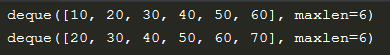 deque([10, 20, 30, 40, 50, 60], maxlen=6)
deque([20, 30, 40, 50, 60, 70], maxlen=6)